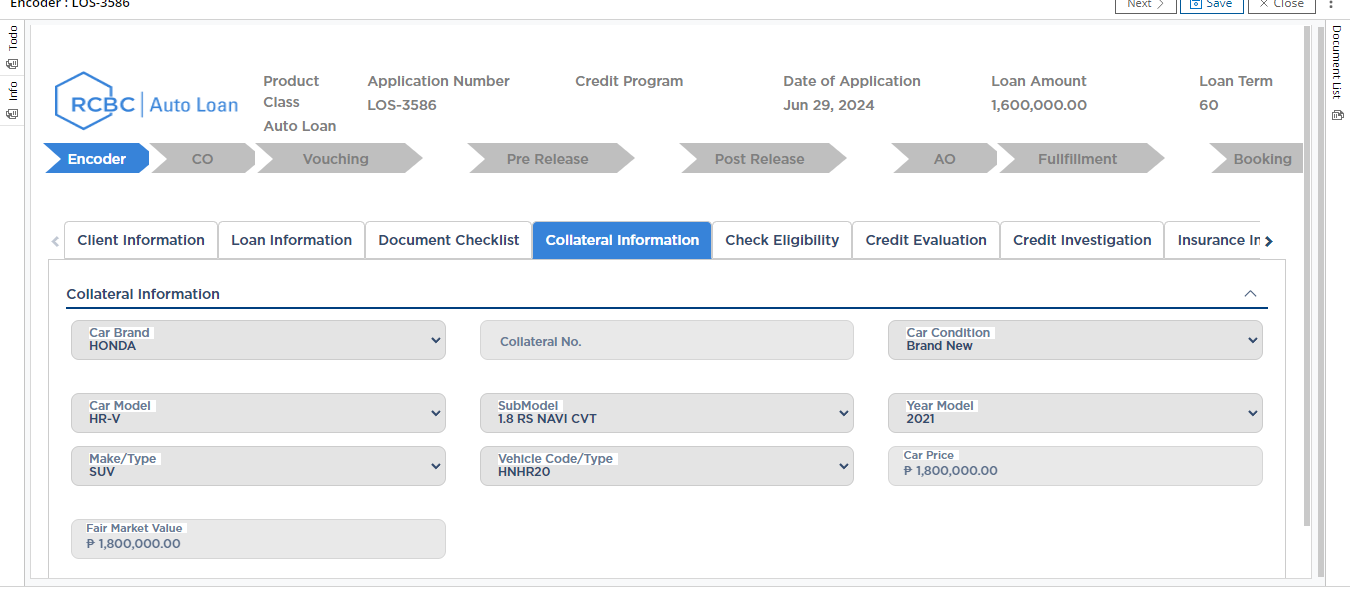 Encoder : LOS-3586
Next
Save
Close
Todo
Info
Document List
RCBC Auto Loan
Product Class
Auto Loan
Application Number
LOS-3586
Credit Program
Date of Application
Jun 29, 2024
Loan Amount
1,600,000.00
Loan Term
60
Encoder
CO
Vouching
Pre Release
Post Release
AO
Fullfillment
Booking
Client Information
Loan Information
Document Checklist
Collateral Information
Check Eligibility
Credit Evaluation
Credit Investigation
Insurance In
Collateral Information
Car Brand
HONDA
Collateral No.
Car Condition
Brand New
Car Model
HR-V
SubModel
1.8 RS NAVI CVT
Year Model
2021
Make/Type
SUV
Vehicle Code/Type
HNHR20
Car Price
₱ 1,800,000.00
Fair Market Value
₱ 1,800,000.00